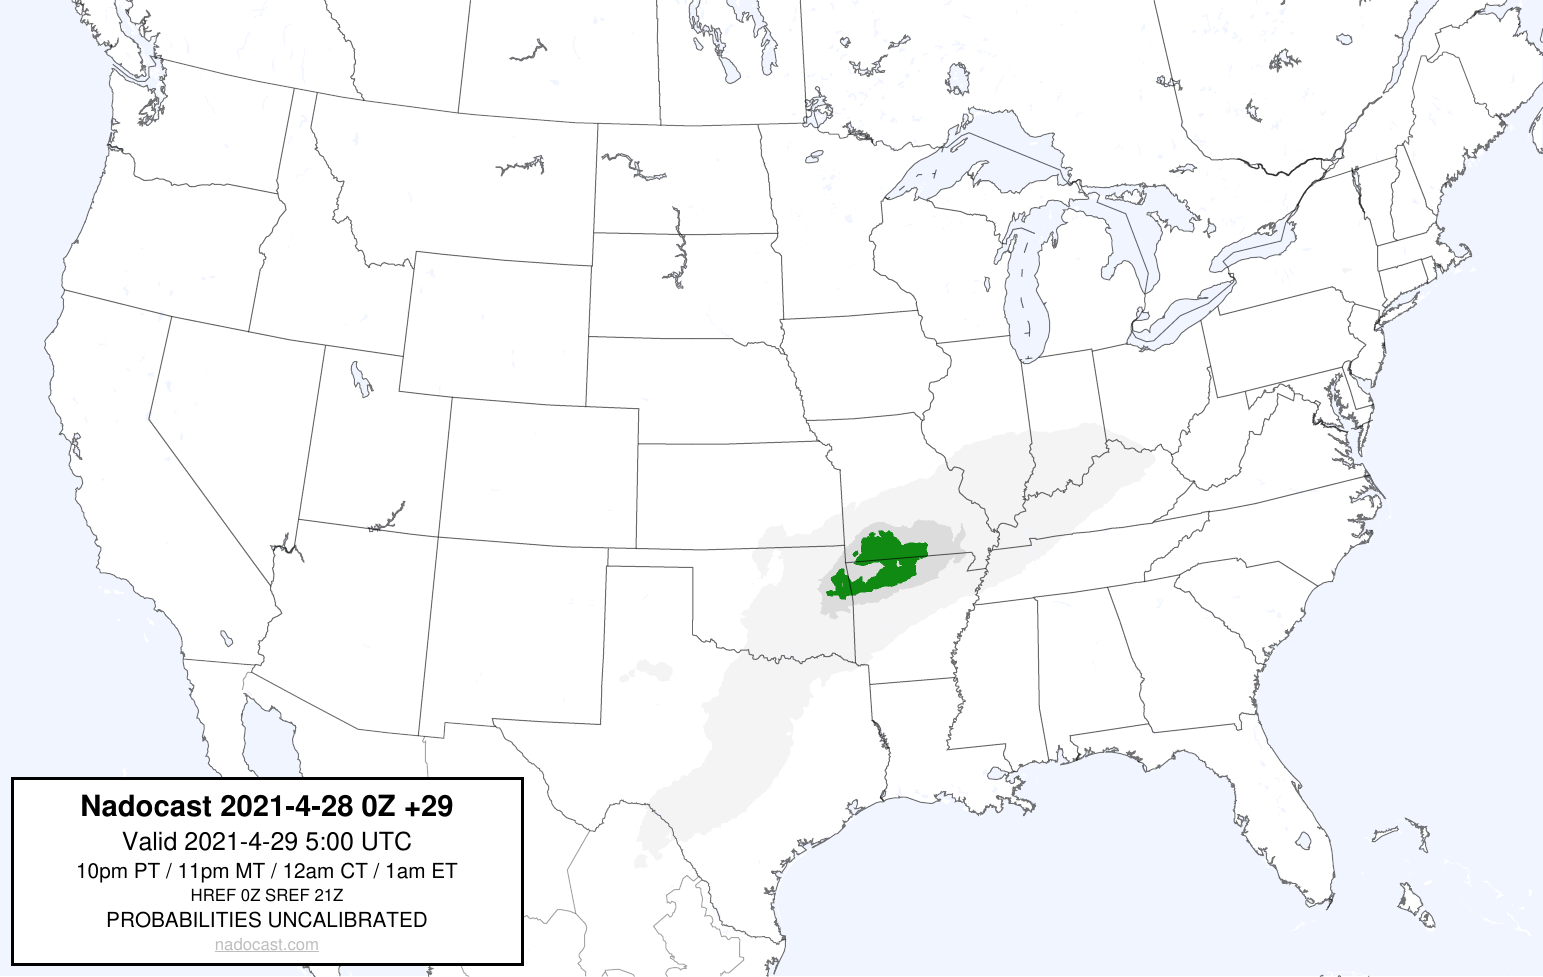 Nadocast 2021-4-28 0Z +29
Valid 2021-4-29 5:00 UTC
10pm PT / 11pm MT / 12am CT / 1am ET
HREF 0Z SREF 21Z
PROBABILITIES UNCALIBRATED
nadocast.com